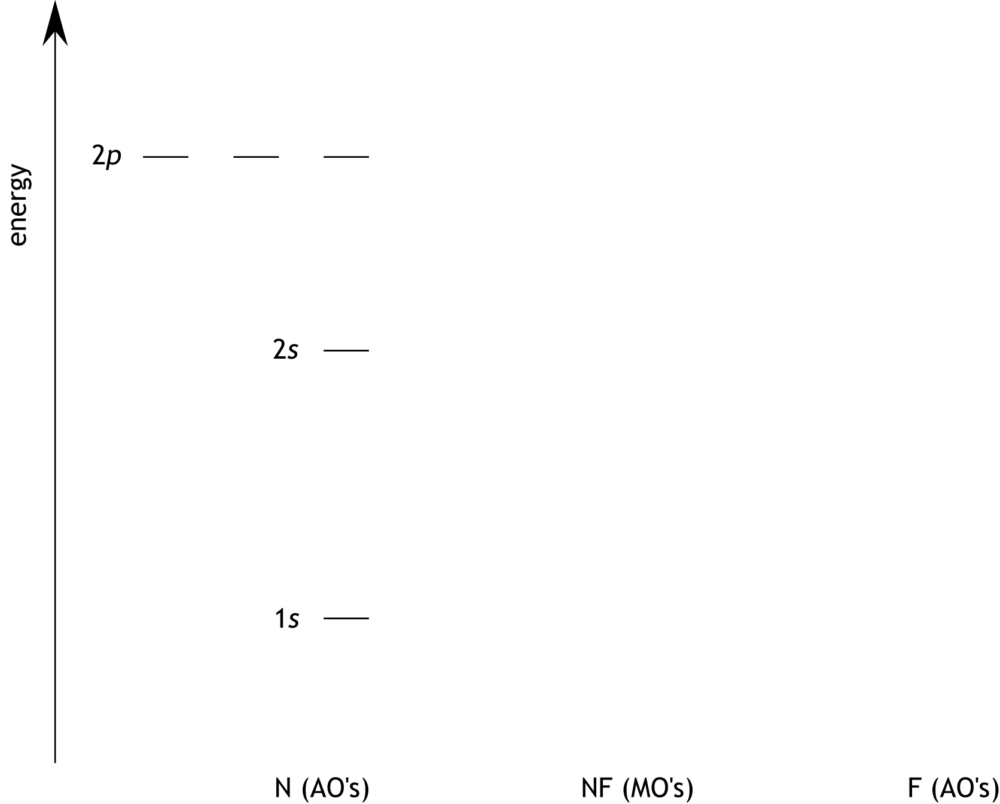 energy
2p
2s
1s
N (AO's)
NF (MO's)
F (AO's)